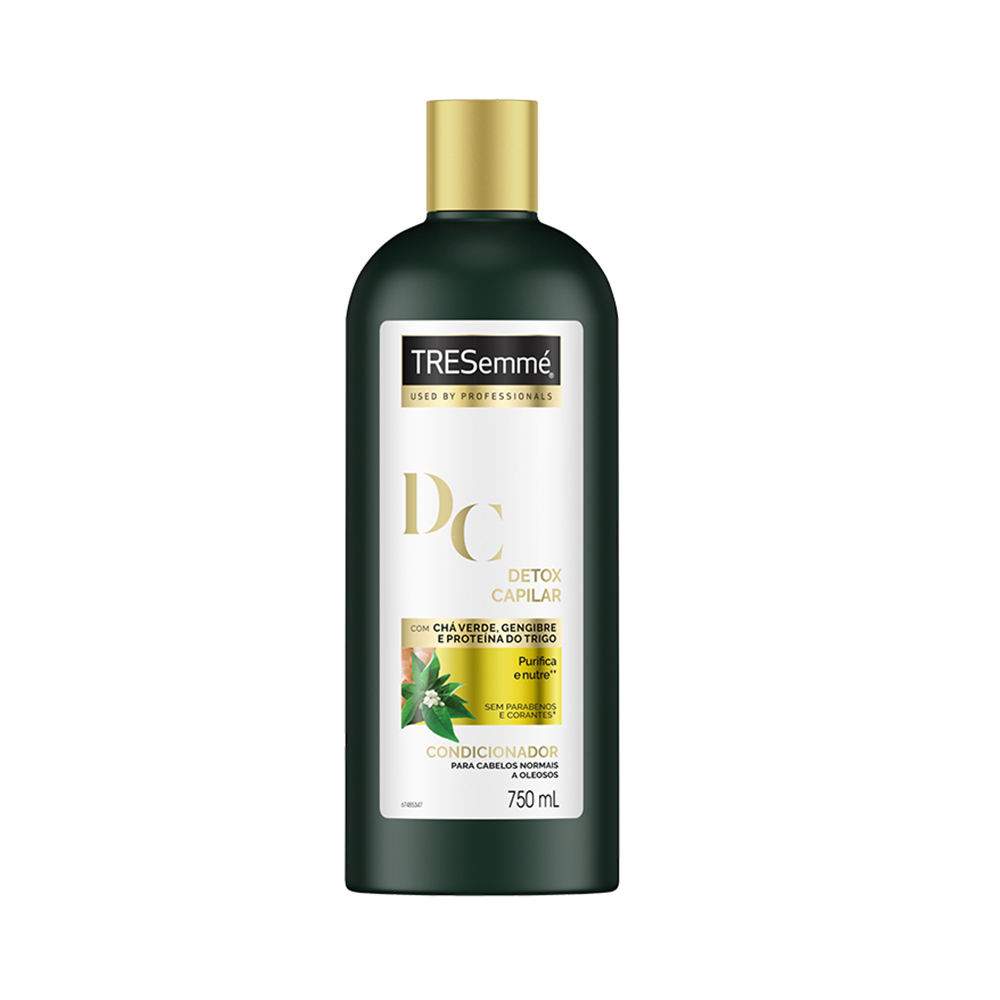 TRESemmé®
USED BY PROFESSIONALS
DC
DETOX
CAPILAR
COM CHÁ VERDE, GENGIBRE
E PROTEÍNA DO TRIGO
Purifica
e nutre**
SEM PARABENOS
E CORANTES*
CONDICIONADOR
PARA CABELOS NORMAIS
A OLEOSOS
67485347 750 mL